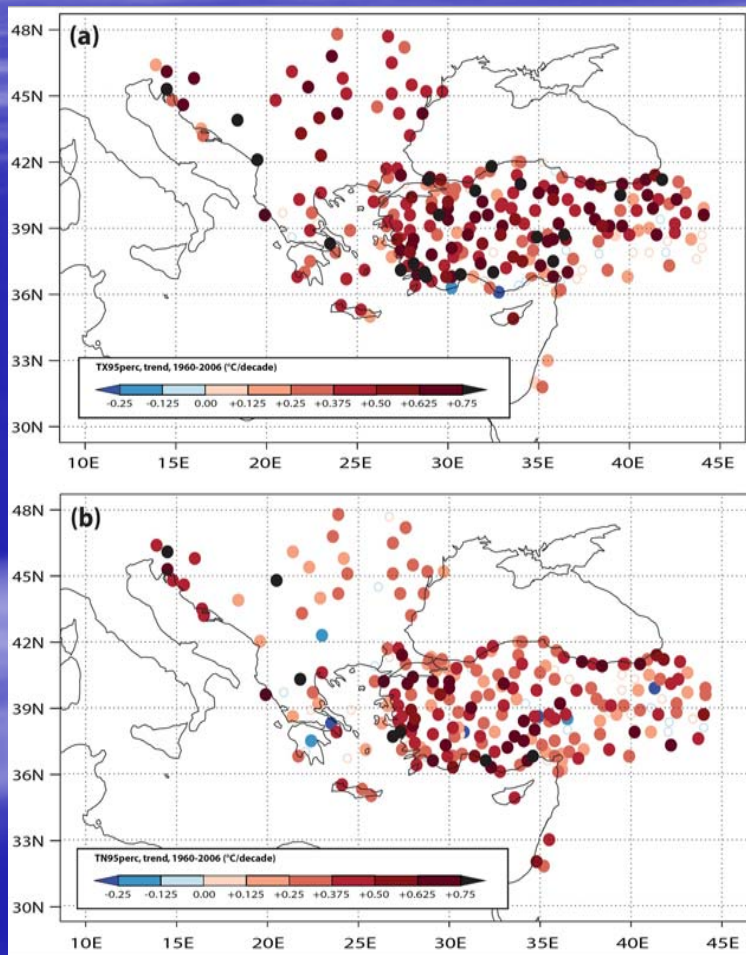 (a)
48N
45N
42N
39N
36N
33N
30N
TX95perc, trend, 1960-2006 (°C/decade)
-0.25 -0.125 0.00 +0.125 +0.25 +0.375 +0.50 +0.625 +0.75
10E 15E 20E 25E 30E 35E 40E 45E
(b)
48N
45N
42N
39N
36N
33N
30N
TN95perc, trend, 1960-2006 (°C/decade)
-0.25 -0.125 0.00 +0.125 +0.25 +0.375 +0.50 +0.625 +0.75
10E 15E 20E 25E 30E 35E 40E 45E